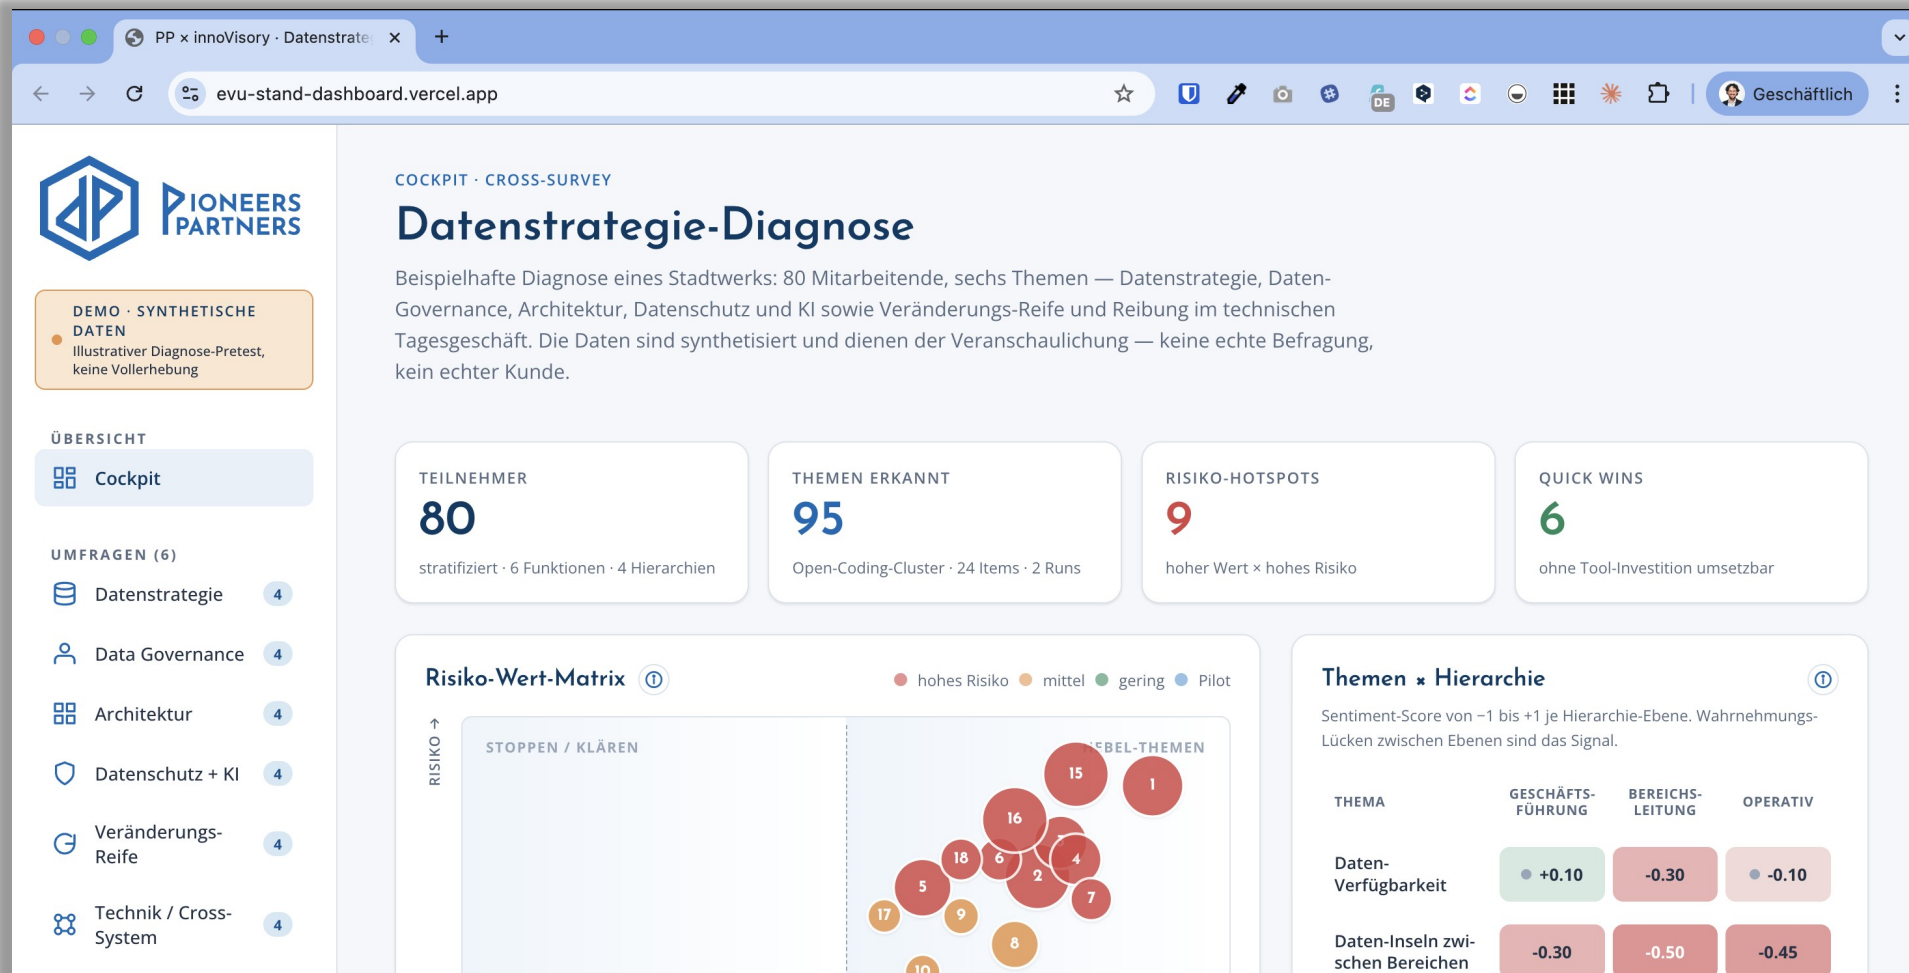 PP × innoVisory · Datenstrate
evu-stand-dashboard.vercel.app
DE
Geschäftlich
PIONEERS
PARTNERS
DEMO · SYNTHETISCHE
DATEN
Illustrativer Diagnose-Pretest,
keine Vollerhebung
ÜBERSICHT
Cockpit
UMFRAGEN (6)
Datenstrategie 4
Data Governance 4
Architektur 4
Datenschutz + KI 4
Veränderungs-
Reife 4
Technik / Cross-
System 4
COCKPIT · CROSS-SURVEY
Datenstrategie-Diagnose
Beispielhafte Diagnose eines Stadtwerks: 80 Mitarbeitende, sechs Themen — Datenstrategie, Daten-
Governance, Architektur, Datenschutz und KI sowie Veränderungs-Reife und Reibung im technischen
Tagesgeschäft. Die Daten sind synthetisiert und dienen der Veranschaulichung — keine echte Befragung,
kein echter Kunde.
TEILNEHMER
80
stratifiziert · 6 Funktionen · 4 Hierarchien
THEMEN ERKANNT
95
Open-Coding-Cluster · 24 Items · 2 Runs
RISIKO-HOTSPOTS
9
hoher Wert × hohes Risiko
QUICK WINS
6
ohne Tool-Investition umsetzbar
Risiko-Wert-Matrix
hohes Risiko mittel gering Pilot
RISIKO →
STOPPEN / KLÄREN
EBEL-THEMEN
15
1
16
18
6
4
2
5
7
17
9
8
10
Themen × Hierarchie
Sentiment-Score von −1 bis +1 je Hierarchie-Ebene. Wahrnehmungs-
Lücken zwischen Ebenen sind das Signal.
THEMA
GESCHÄFTS-
FÜHRUNG
BEREICHS-
LEITUNG
OPERATIV
Daten-
Verfügbarkeit
+0.10 -0.30 -0.10
Daten-Inseln zwi-
schen Bereichen
-0.30 -0.50 -0.45